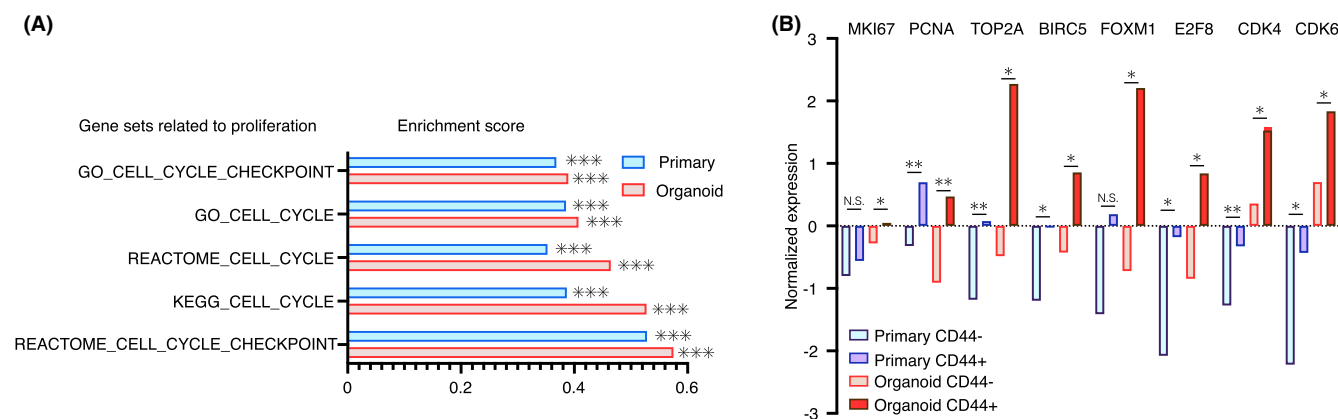 (A)
Gene sets related to proliferation
Enrichment score
GO_CELL_CYCLE_CHECKPOINT
GO_CELL_CYCLE
REACTOME_CELL_CYCLE
KEGG_CELL_CYCLE
REACTOME_CELL_CYCLE_CHECKPOINT
***
***
***
***
***
***
***
***
***
***
Primary
Organoid
0 0.2 0.4 0.6
(B)
MKI67 PCNA TOP2A BIRC5 FOXM1 E2F8 CDK4 CDK6
Normalized expression
3
2
1
0
-1
-2
-3
N.S. * ** ** ** * * * N.S. * * * ** * * *
Primary CD44-
Primary CD44+
Organoid CD44-
Organoid CD44+